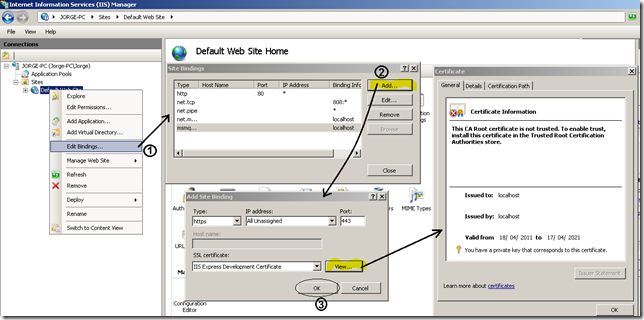 Internet Information Services (IIS) Manager
JORGE-PC
Sites
Default Web Site
File
View
Help
Connections
JORGE-PC (Jorge-PC\Jorge)
Application Pools
Sites
Default Web Site
Explore
Edit Permissions...
Add Application...
Add Virtual Directory...
Edit Bindings...
Manage Web Site
Refresh
Remove
Deploy
Rename
Switch to Content View
1
Default Web Site Home
Site Bindings
2
Type
Host Name
Port
IP Address
Binding Info
http
80
*
net.tcp
808:*
net.pipe
*
net.m...
localhost
msmq...
localhost
Add...
Edit...
Remove
Browse
Close
MIME Types
Add Site Binding
Type:
IP address:
Port:
https
All Unassigned
443
Host name:
SSL certificate:
IIS Express Development Certificate
View...
OK
Cancel
3
Configuration
Editor
Certificate
General
Details
Certification Path
Certificate Information
This CA Root certificate is not trusted. To enable trust,
install this certificate in the Trusted Root Certification
Authorities store.
Issued to: localhost
Issued by: localhost
Valid from 18/ 04/ 2011 to 17/ 04/ 2021
You have a private key that corresponds to this certificate.
Issuer Statement
Learn more about certificates
OK